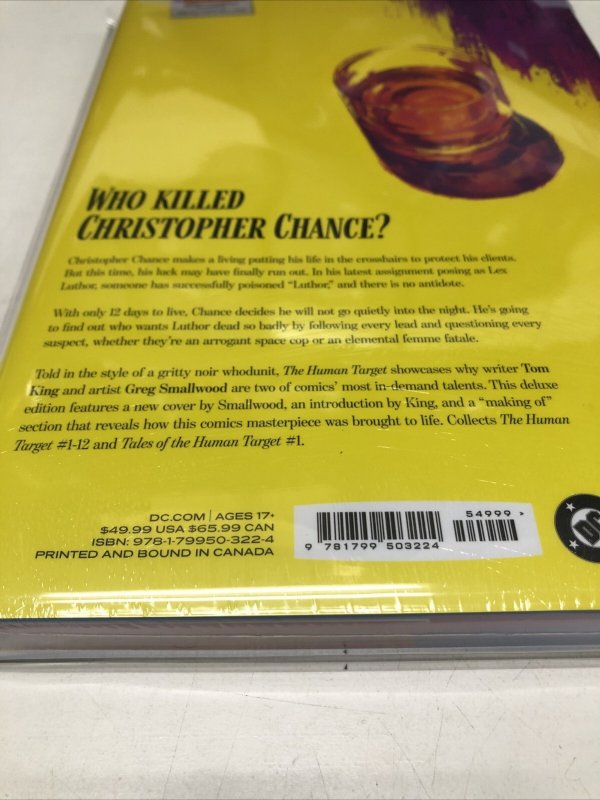 WHO KILLED
CHRISTOPHER CHANCE?
Christopher Chance makes a living putting his life in the crosshairs to protect his clients.
But this time, his luck may have finally run out. In his latest assignment posing as Lex
Luthor, someone has successfully poisoned “Luthor,” and there is no antidote.
With only 12 days to live, Chance decides he will not go quietly into the night. He’s going
to find out who wants Luthor dead so badly by following every lead and questioning every
suspect, whether they’re an arrogant space cop or an elemental femme fatale.
Told in the style of a gritty noir whodunit, The Human Target showcases why writer Tom
King and artist Greg Smallwood are two of comics’ most in-demand talents. This deluxe
edition features a new cover by Smallwood, an introduction by King, and a “making of”
section that reveals how this comics masterpiece was brought to life. Collects The Human
Target #1-12 and Tales of the Human Target #1.
DC.COM | AGES 17+
$49.99 USA $65.99 CAN
ISBN: 978-1-79950-322-4
PRINTED AND BOUND IN CANADA
54999 >
9 781799 503224
DC